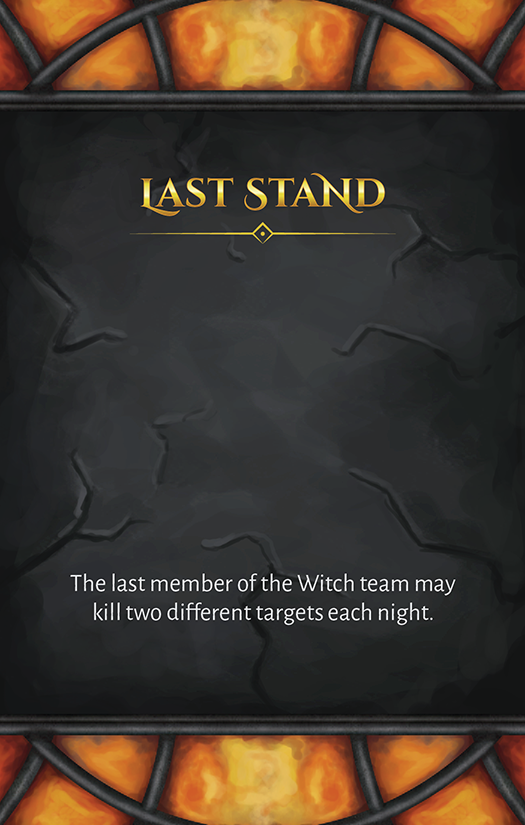 LAST STAND
The last member of the Witch team may
kill two different targets each night.